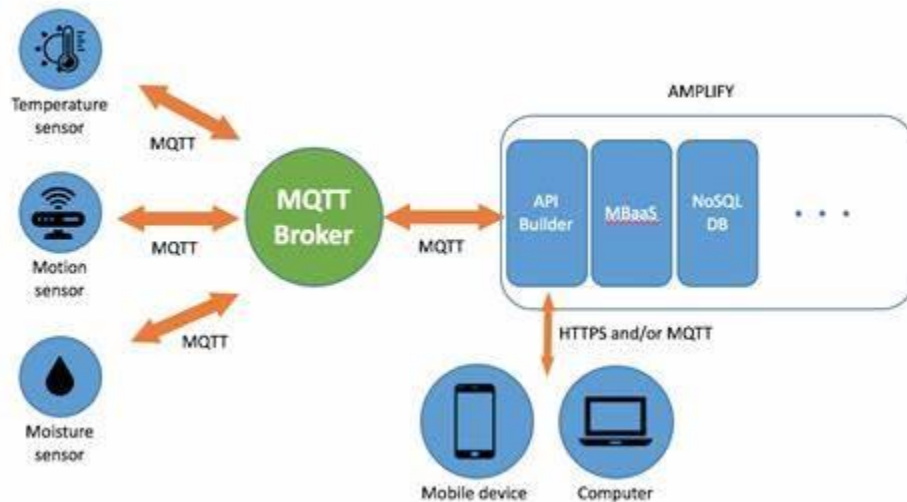 Temperature
sensor
MQTT
Motion
sensor
MQTT
Moisture
sensor
MQTT
MQTT
Broker
MQTT
AMPLIFY
API
Builder
MBaaS
NoSQL
DB
HTTPS and/or MQTT
Mobile device
Computer